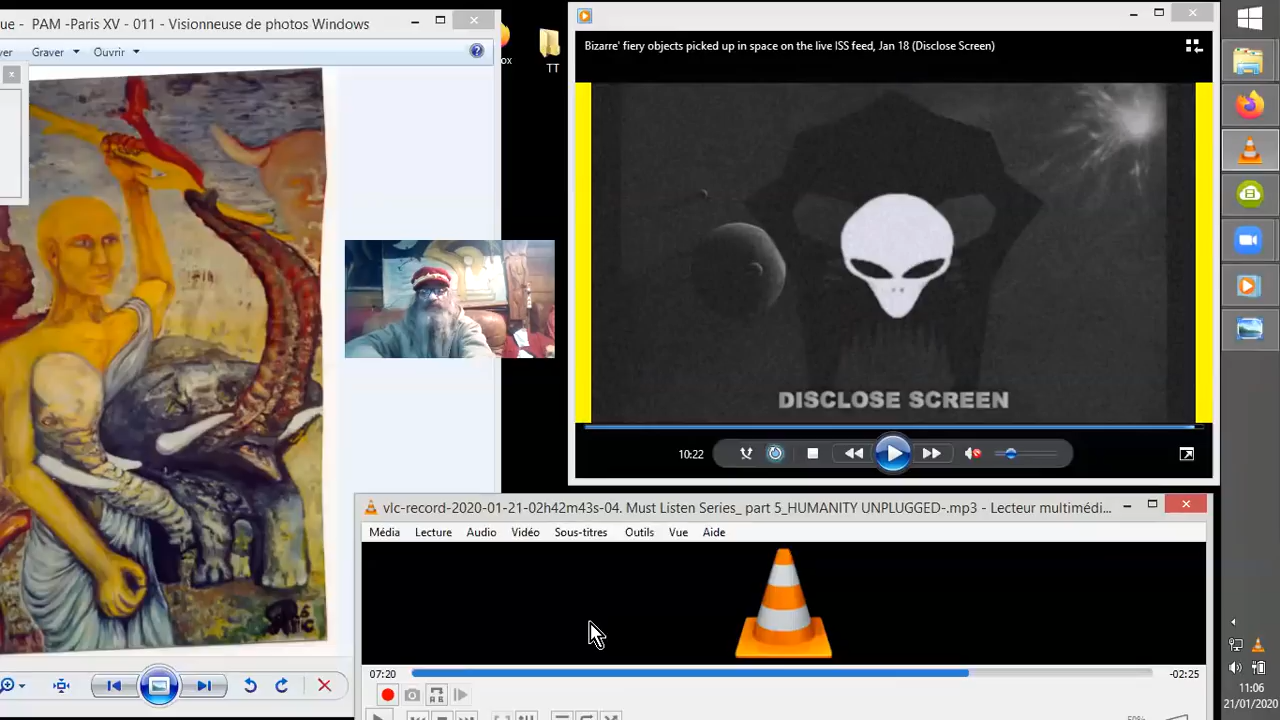 ue - PAM -Paris XV - 011 - Visionneuse de photos Windows
ver Graver Ouvrir
ox
TT
Bizarre' fiery objects picked up in space on the live ISS feed, Jan 18 (Disclose Screen)
DISCLOSE SCREEN
10:22
vlc-record-2020-01-21-02h42m43s-04. Must Listen Series_ part 5_HUMANITY UNPLUGGED-.mp3 - Lecteur multimédi...
Média Lecture Audio Vidéo Sous-titres Outils Vue Aide
07:20
-02:25
11:06
21/01/2020